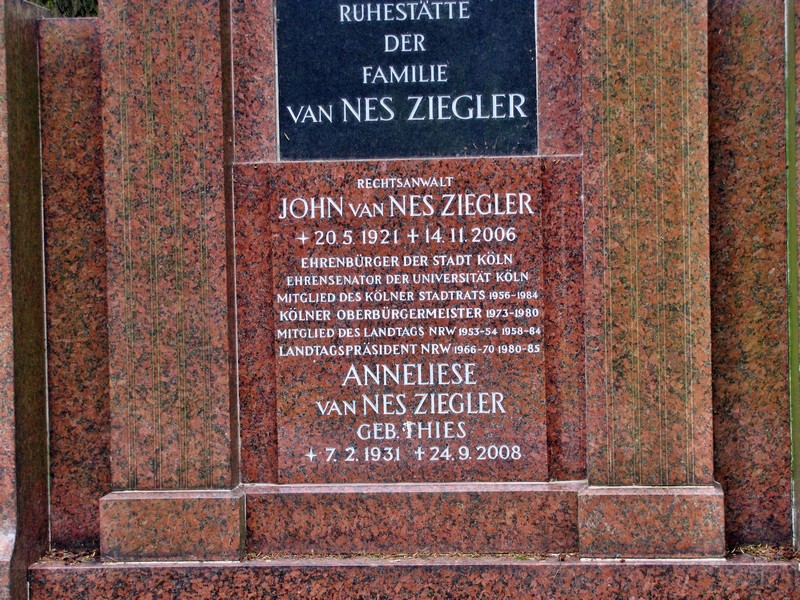 RUHESTÄTTE
DER
FAMILIE
VAN NES ZIEGLER
RECHTSANWALT
JOHN VAN NES ZIEGLER
+ 20.5.1921 + 14.11.2006
EHRENBÜRGER DER STADT KÖLN
EHRENSENATOR DER UNIVERSITÄT KÖLN
MITGLIED DES KÖLNER STADTRATS 1956-1984
KÖLNER OBERBÜRGERMEISTER 1973-1980
MITGLIED DES LANDTAGS NRW 1953-54 1958-84
LANDTAGSPRÄSIDENT NRW 1966-70 1980-85
ANNELIESE
VAN NES ZIEGLER
GEB. THIES
+ 7.2.1931 + 24.9.2008